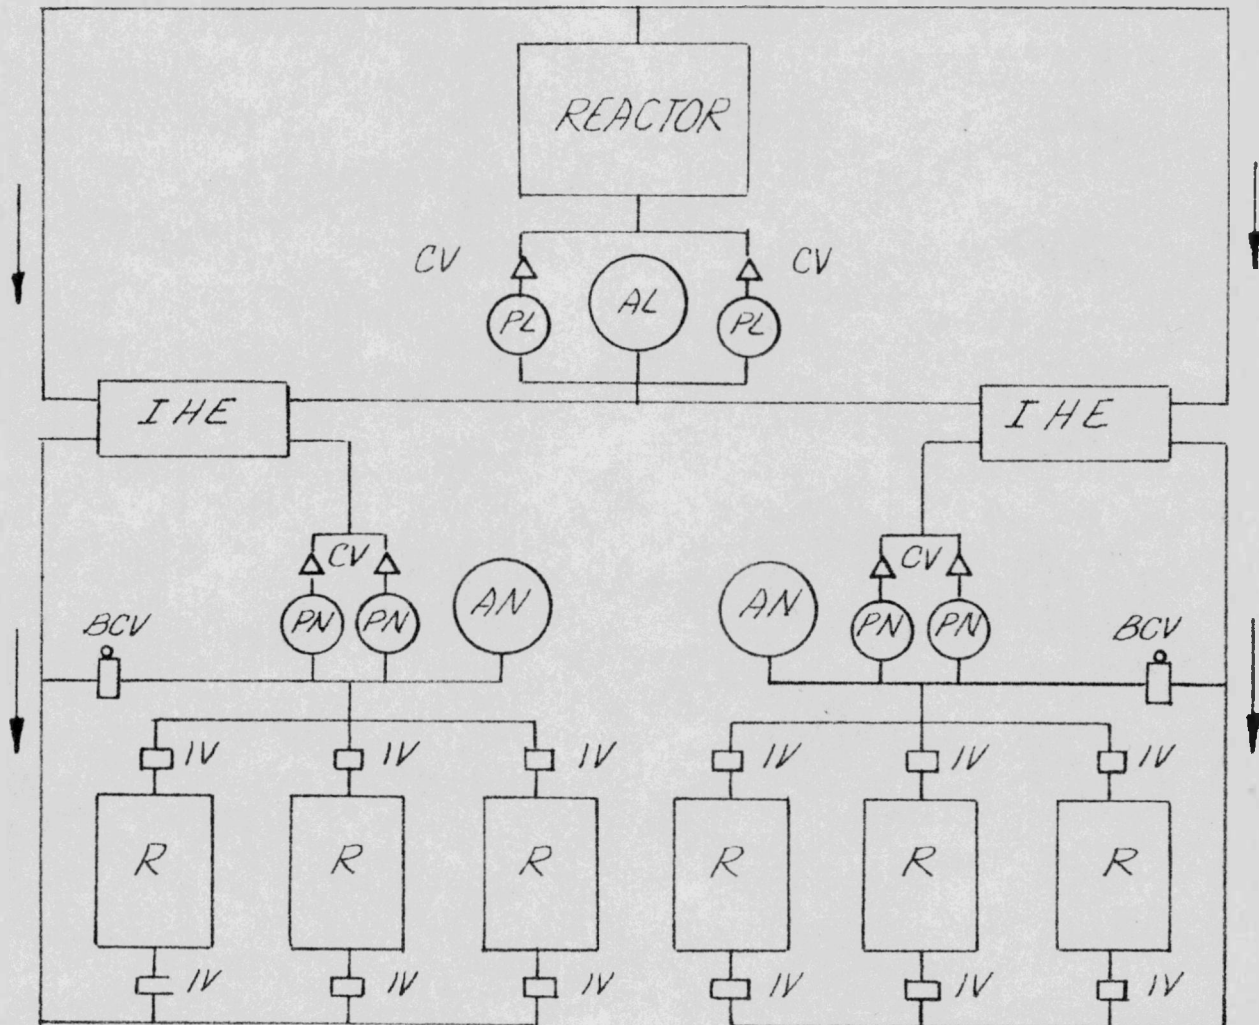 REACTOR
CV CV
PL AL PL
IHE IHE
CV CV
PN PN AN AN PN PN
BCV BCV
IV IV IV IV IV IV
R R R R R R
IV IV IV IV IV IV